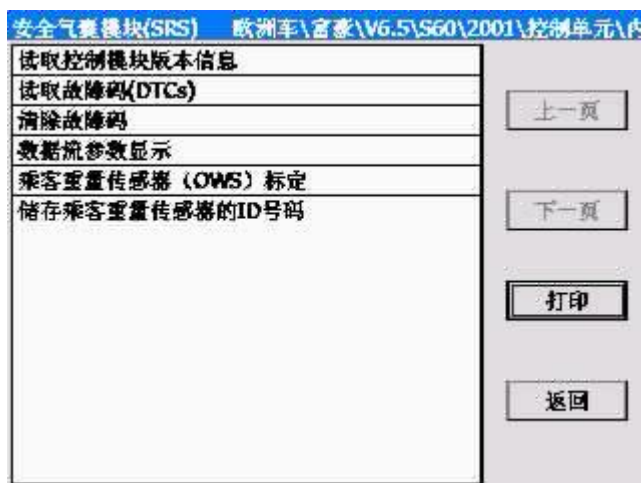 安全气囊模块(SRS) 欧洲车\富豪\V6.5\S60\2001\控制单元\
读取控制模块版本信息
读取故障码(DTCs)
清除故障码
数据流参数显示
乘客重量传感器（OWS）标定
储存乘客重量传感器的ID号码
上一页
下一页
打印
返回